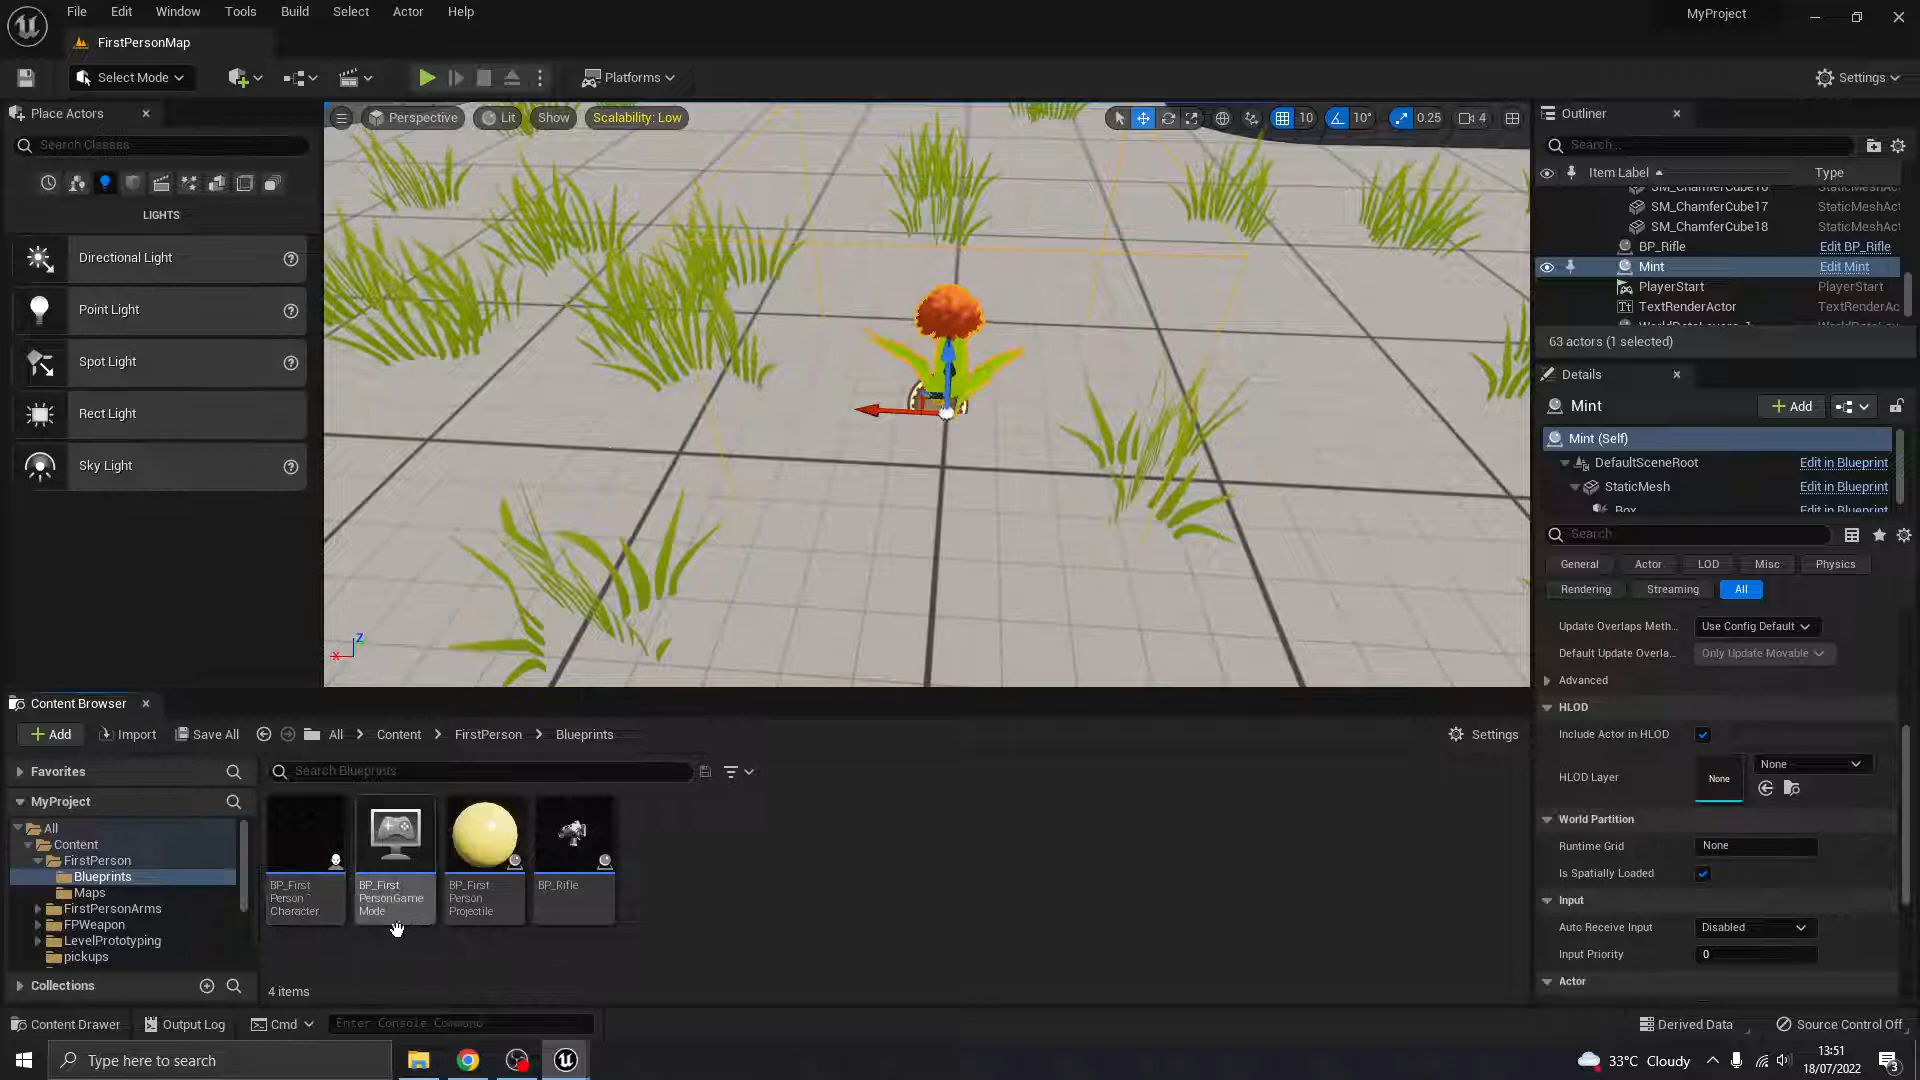 File Edit Window Tools Build Select Actor Help
MyProject
FirstPersonMap
Select Mode
Platforms
Settings
Place Actors
Search Classes
LIGHTS
Directional Light
Point Light
Spot Light
Rect Light
Sky Light
Perspective Lit Show Scalability: Low
10 10° 0.25 4
Outliner
Search...
Item Label Type
SM_ChamferCube16 StaticMeshAct
SM_ChamferCube17 StaticMeshAct
SM_ChamferCube18 StaticMeshAct
BP_Rifle Edit BP_Rifle
Mint Edit Mint
PlayerStart PlayerStart
TextRenderActor TextRenderAc
63 actors (1 selected)
Details
Mint
Add
Mint (Self)
DefaultSceneRoot Edit in Blueprint
StaticMesh Edit in Blueprint
Box Edit in Blueprint
Search
General Actor LOD Misc Physics
Rendering Streaming All
Update Overlaps Meth... Use Config Default
Default Update Overla... Only Update Movable
Advanced
HLOD
Include Actor in HLOD
HLOD Layer None None
World Partition
Runtime Grid None
Is Spatially Loaded
Input
Auto Receive Input Disabled
Input Priority 0
Actor
Content Browser
Add Import Save All All Content FirstPerson Blueprints Settings
Favorites
Search Blueprints
MyProject
All
Content
FirstPerson
Blueprints
Maps
FirstPersonArms
FPWeapon
LevelPrototyping
pickups
Collections
BP_First
Person
Character
BP_First
PersonGame
Mode
BP_First
Person
Projectile
BP_Rifle
4 items
Content Drawer Output Log Cmd Enter Console Command
Derived Data Source Control Off
Type here to search
33°C Cloudy
13:51
18/07/2022
3